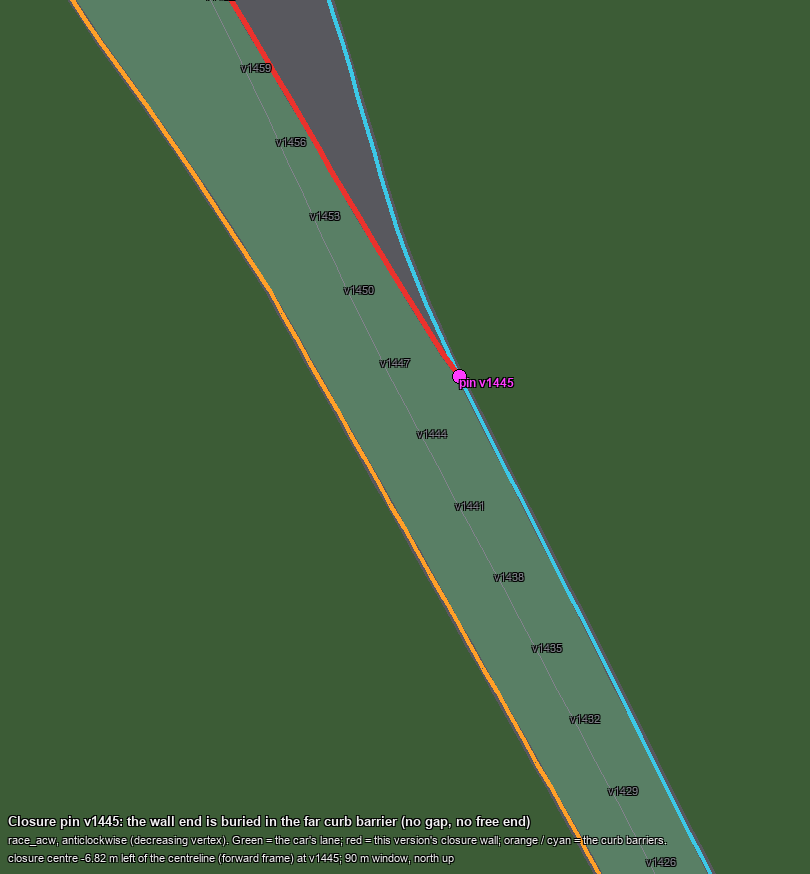 v1459
v1456
v1453
v1450
v1447
pin v1445
v1444
v1441
v1438
v1435
v1432
v1429
Closure pin v1445: the wall end is buried in the far curb barrier (no gap, no free end)
race_acw, anticlockwise (decreasing vertex). Green = the car's lane; red = this version's closure wall; orange / cyan = the curb barriers.
closure centre -6.82 m left of the centreline (forward frame) at v1445; 90 m window, north up
v1426